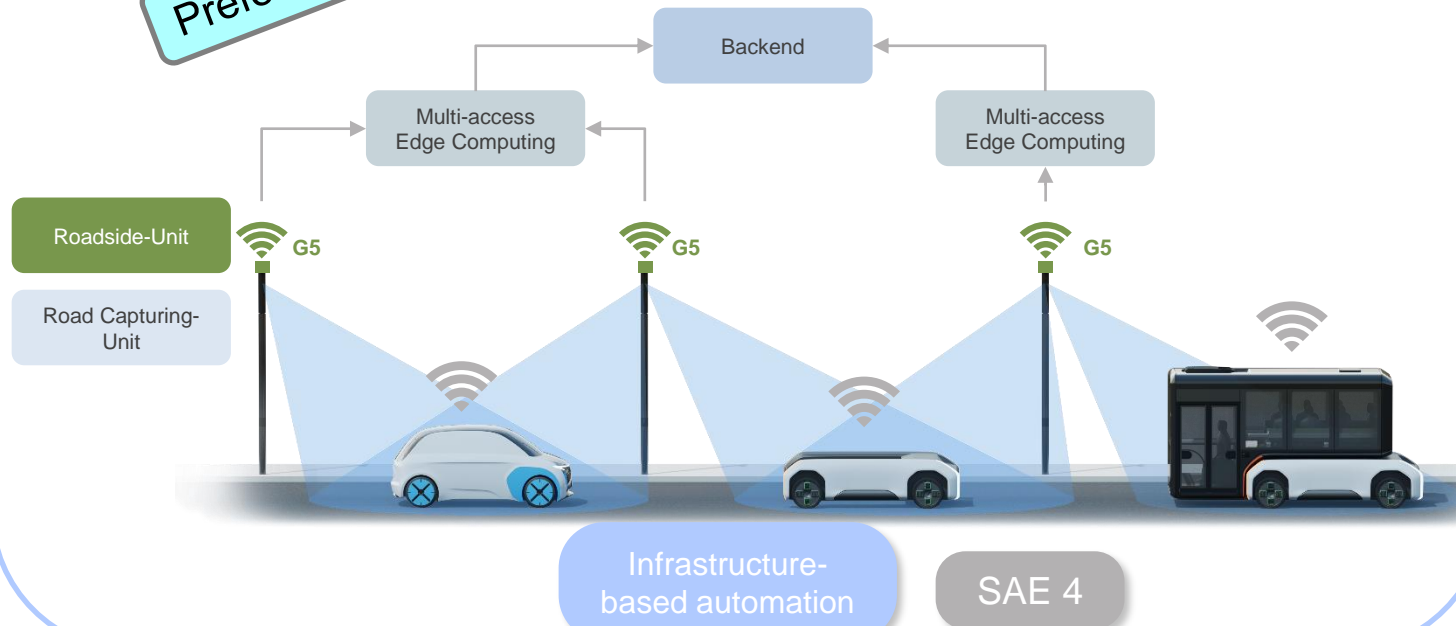 Backend
Multi-access
Edge Computing
Multi-access
Edge Computing
Roadside-Unit
G5
G5
G5
Road Capturing-
Unit
Infrastructure-
based automation
SAE 4